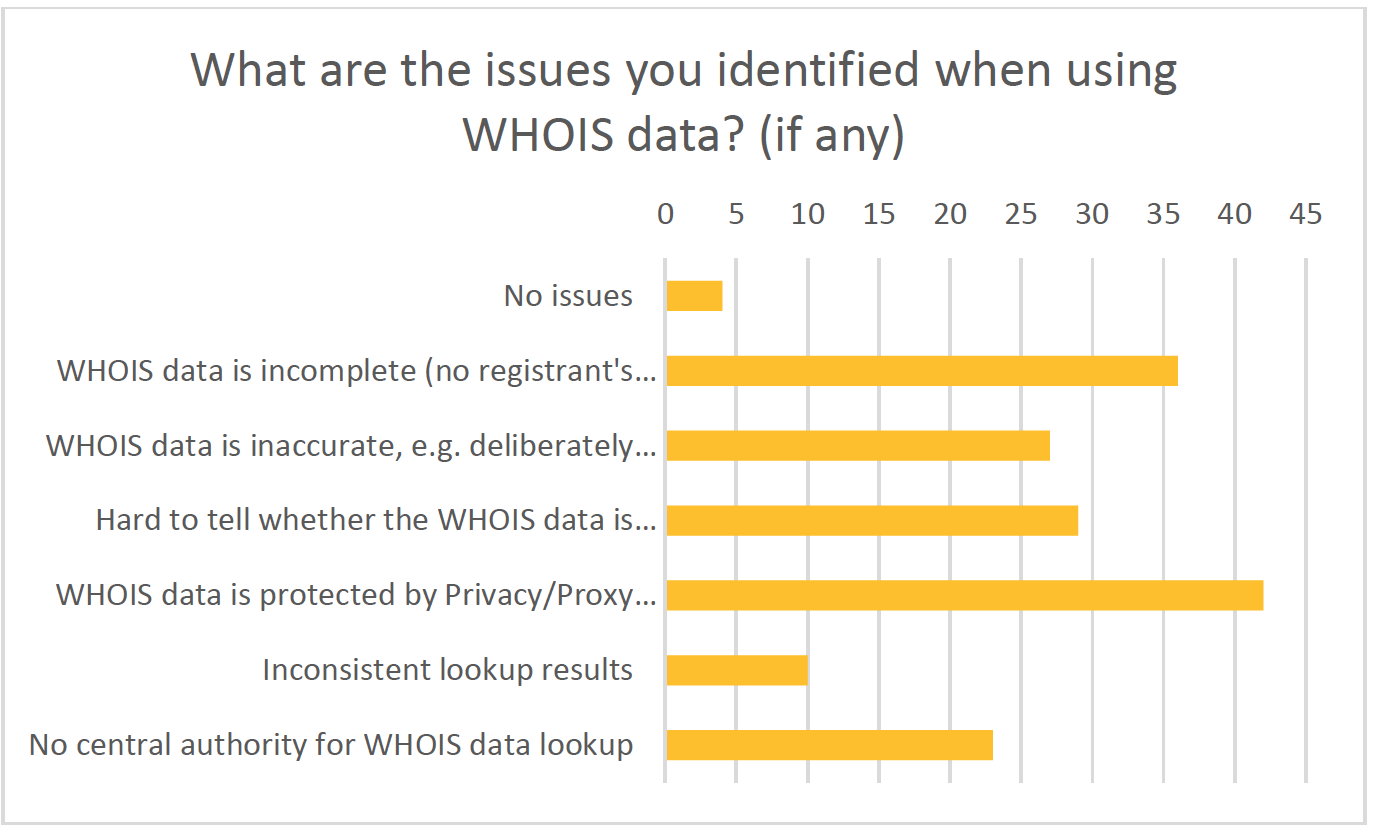 What are the issues you identified when using
WHOIS data? (if any)
0 5 10 15 20 25 30 35 40 45
No issues
WHOIS data is incomplete (no registrant's...
WHOIS data is inaccurate, e.g. deliberately...
Hard to tell whether the WHOIS data is...
WHOIS data is protected by Privacy/Proxy...
Inconsistent lookup results
No central authority for WHOIS data lookup